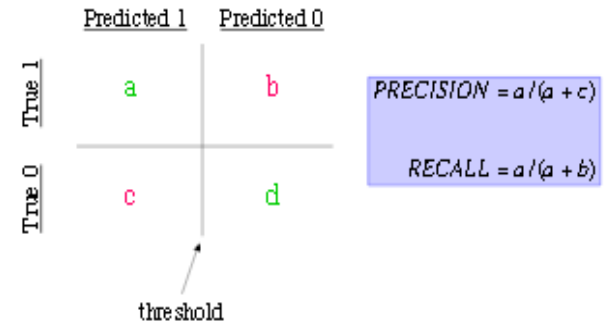 Predicted 1 Predicted 0
True 1
a b
PRECISION = a/(a + c)
RECALL = a/(a + b)
True 0
c d
threshold